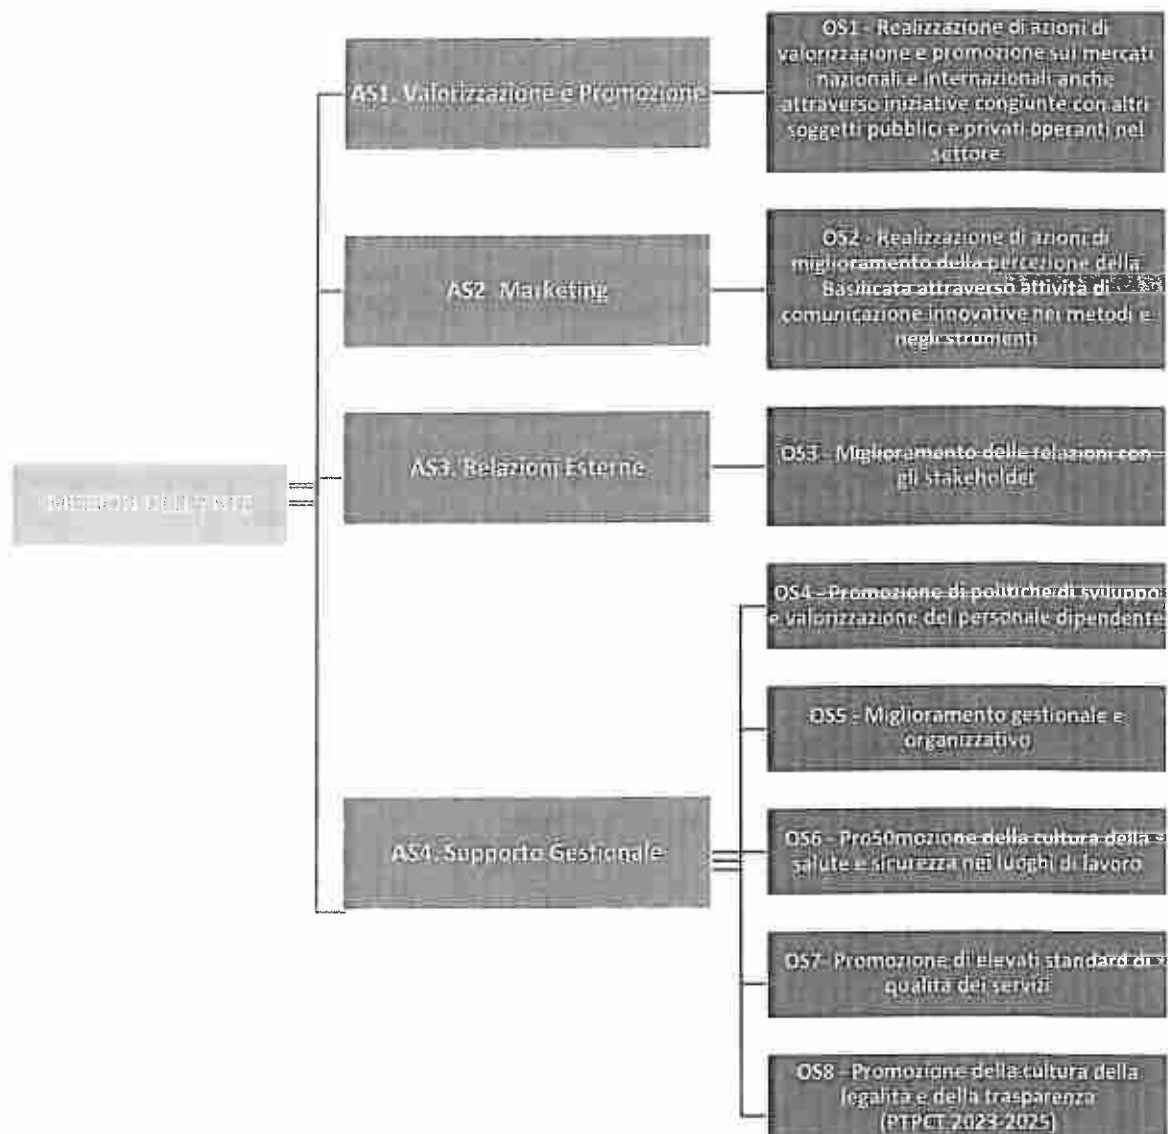 MISSION DELL'ENTE
AS1. Valorizzazione e Promozione
OS1 - Realizzazione di azioni di
valorizzazione e promozione sui mercati
nazionali e internazionali anche
attraverso iniziative congiunte con altri
soggetti pubblici e privati operanti nel
settore
AS2. Marketing
OS2 - Realizzazione di azioni di
miglioramento della percezione della
Basilicata attraverso attività di
comunicazione innovative nei metodi e
negli strumenti
AS3. Relazioni Esterne
OS3 - Miglioramento delle relazioni con
gli stakeholder
AS4. Supporto Gestionale
OS4 - Promozione di politiche di sviluppo
e valorizzazione del personale dipendente
OS5 - Miglioramento gestionale e
organizzativo
OS6 - Pro50mozione della cultura della
salute e sicurezza nei luoghi di lavoro
OS7- Promozione di elevati standard di
qualità dei servizi
OS8 - Promozione della cultura della
legalità e della trasparenza
(PTPCT 2023-2025)